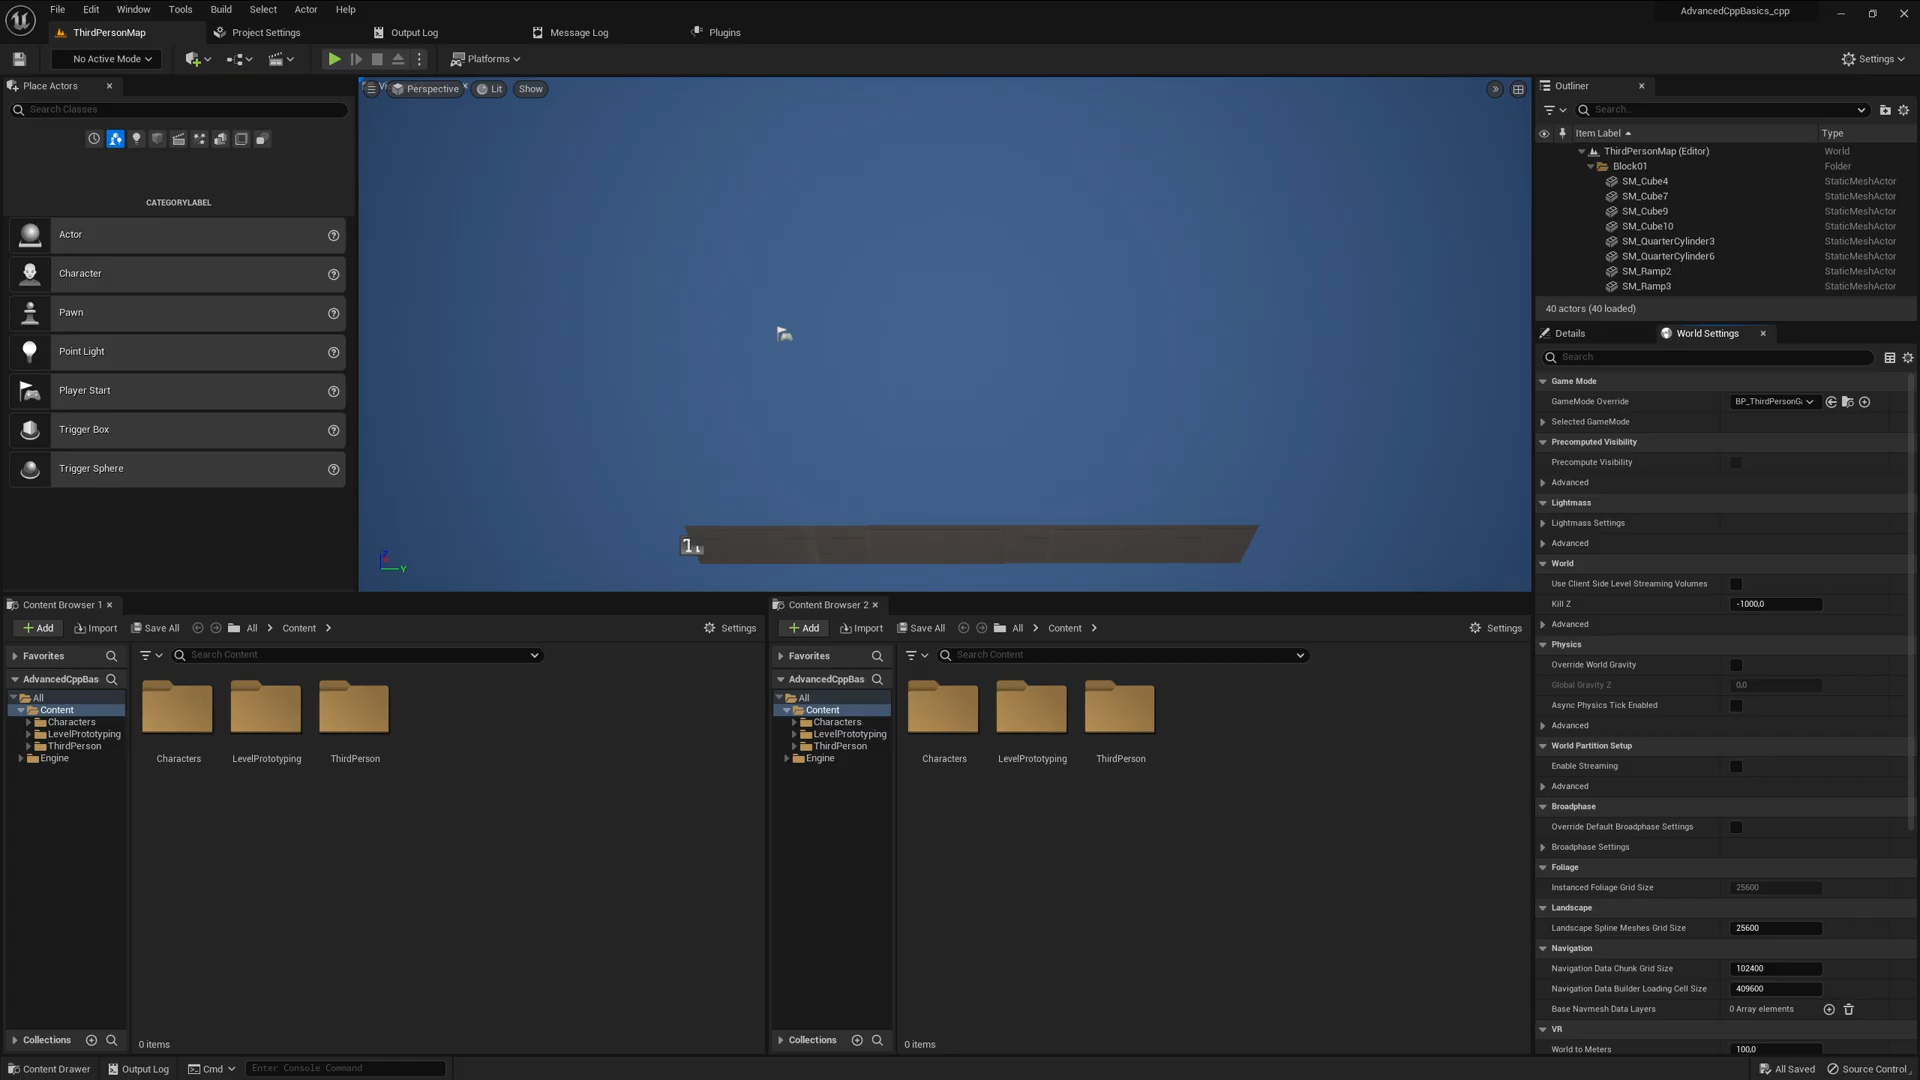 File Edit Window Tools Build Select Actor Help
AdvancedCppBasics_cpp
ThirdPersonMap
Project Settings
Output Log
Message Log
Plugins
No Active Mode
Platforms
Settings
Place Actors
Search Classes
CATEGORYLABEL
Actor
Character
Pawn
Point Light
Player Start
Trigger Box
Trigger Sphere
Perspective
Lit
Show
Z
Y
Outliner
Search...
Item Label
Type
ThirdPersonMap (Editor) World
Block01 Folder
SM_Cube4 StaticMeshActor
SM_Cube7 StaticMeshActor
SM_Cube9 StaticMeshActor
SM_Cube10 StaticMeshActor
SM_QuarterCylinder3 StaticMeshActor
SM_QuarterCylinder6 StaticMeshActor
SM_Ramp2 StaticMeshActor
SM_Ramp3 StaticMeshActor
40 actors (40 loaded)
Details
World Settings
Search
Game Mode
GameMode Override BP_ThirdPersonGa
Selected GameMode
Precomputed Visibility
Precompute Visibility
Advanced
Lightmass
Lightmass Settings
Advanced
World
Use Client Side Level Streaming Volumes
Kill Z -1000,0
Advanced
Physics
Override World Gravity
Global Gravity Z 0,0
Async Physics Tick Enabled
Advanced
World Partition Setup
Enable Streaming
Advanced
Broadphase
Override Default Broadphase Settings
Broadphase Settings
Foliage
Instanced Foliage Grid Size 25600
Landscape
Landscape Spline Meshes Grid Size 25600
Navigation
Navigation Data Chunk Grid Size 102400
Navigation Data Builder Loading Cell Size 409600
Base Navmesh Data Layers 0 Array elements
VR
World to Meters 100,0
Content Browser 1
Add
Import
Save All
All
Content
Settings
Favorites
Search Content
AdvancedCppBas
All
Content
Characters
LevelPrototyping
ThirdPerson
Engine
Characters
LevelPrototyping
ThirdPerson
Collections
0 items
Content Browser 2
Add
Import
Save All
All
Content
Settings
Favorites
Search Content
AdvancedCppBas
All
Content
Characters
LevelPrototyping
ThirdPerson
Engine
Characters
LevelPrototyping
ThirdPerson
Collections
0 items
Content Drawer
Output Log
Cmd
Enter Console Command
All Saved
Source Control